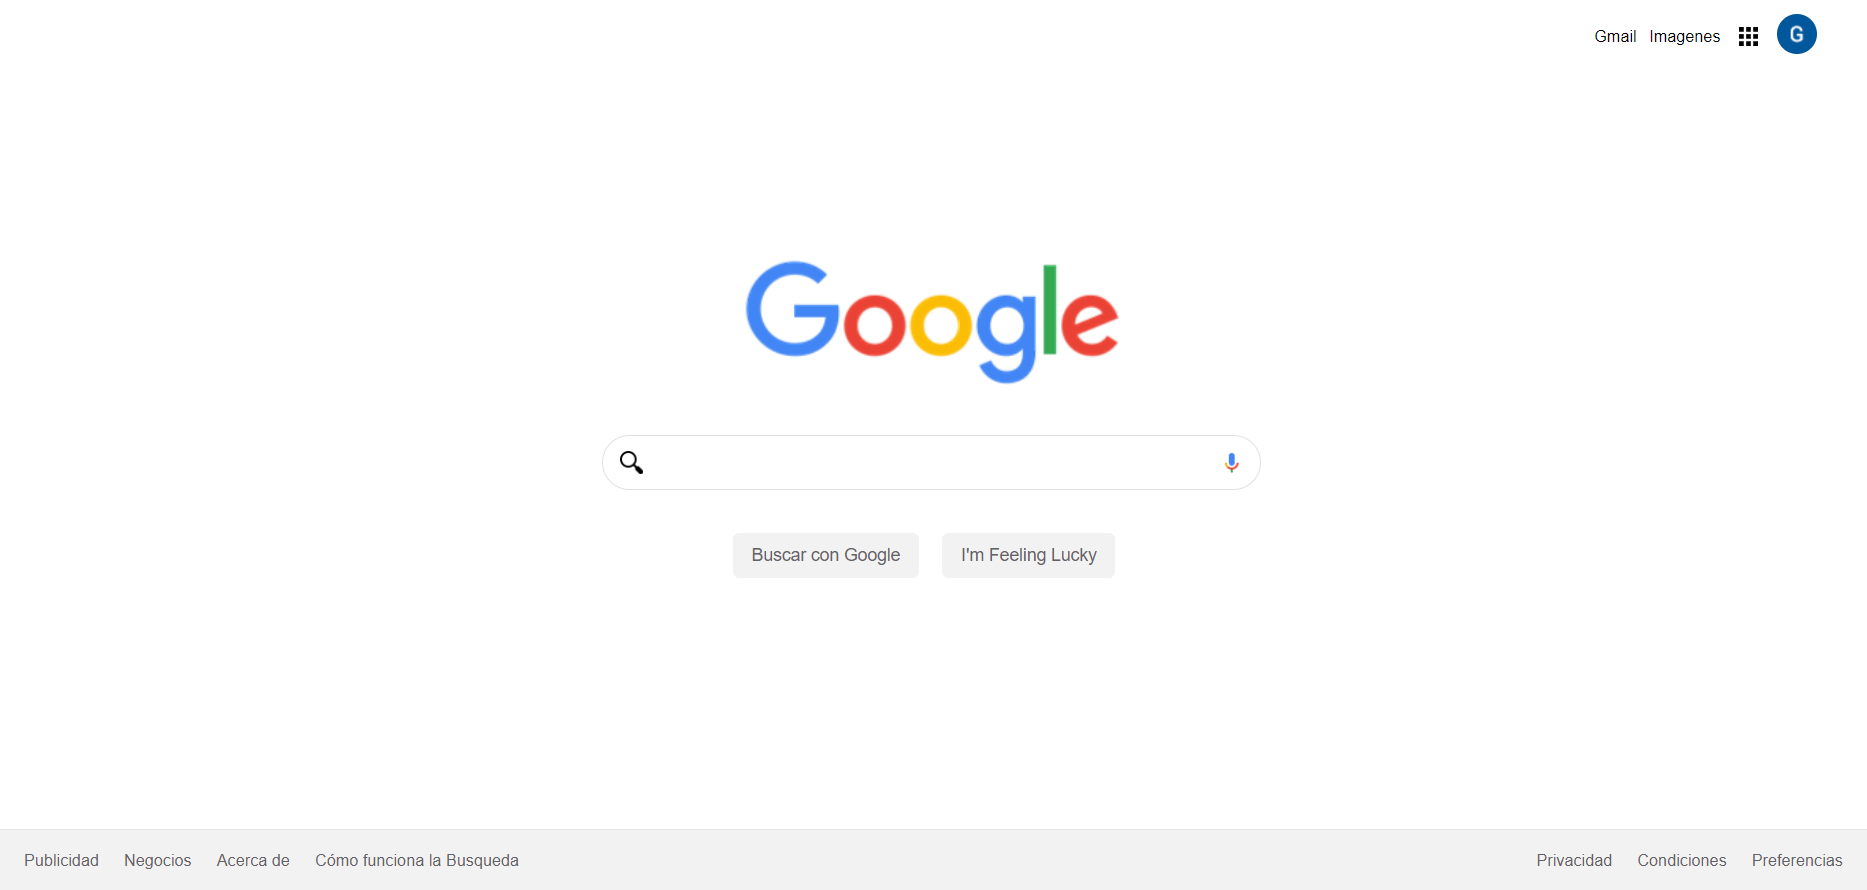 Gmail Imagenes G
Google
Buscar con Google I'm Feeling Lucky
Publicidad Negocios Acerca de Cómo funciona la Busqueda Privacidad Condiciones Preferencias